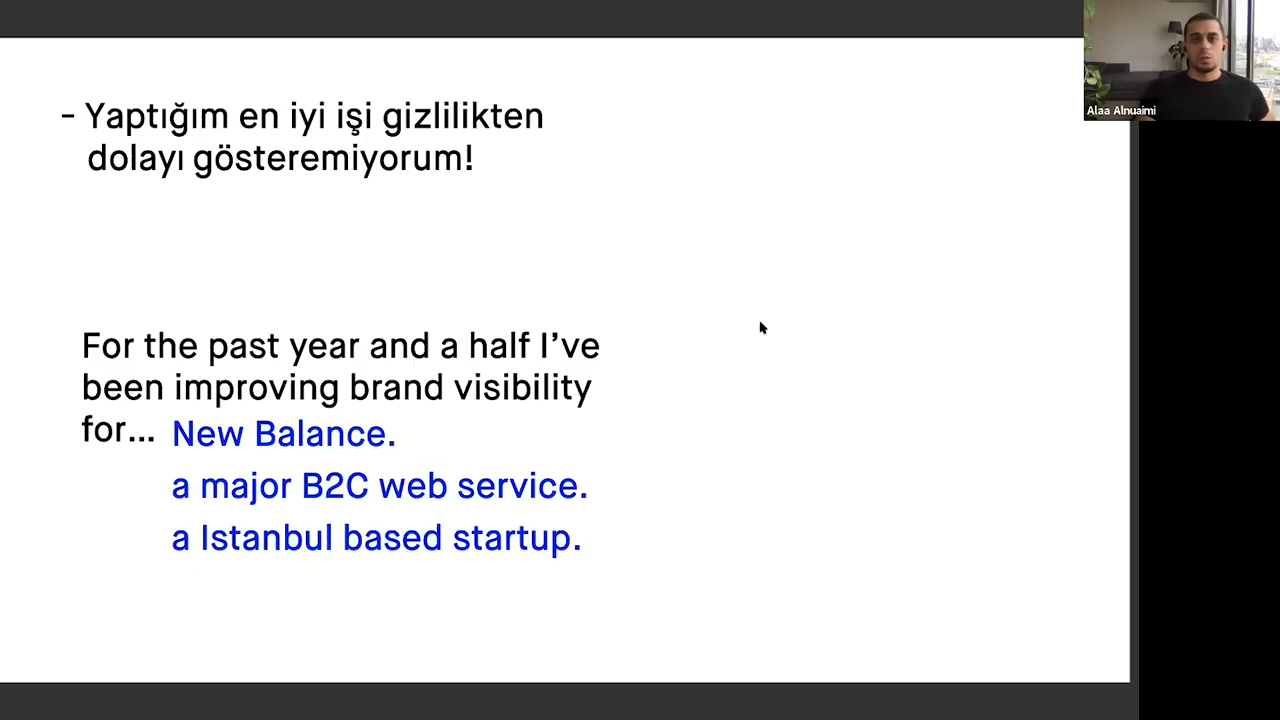 - Yaptığım en iyi işi gizlilikten
dolayı gösteremiyorum!
For the past year and a half I've
been improving brand visibility
for... New Balance.
a major B2C web service.
a Istanbul based startup.
Alaa Alnuaimi